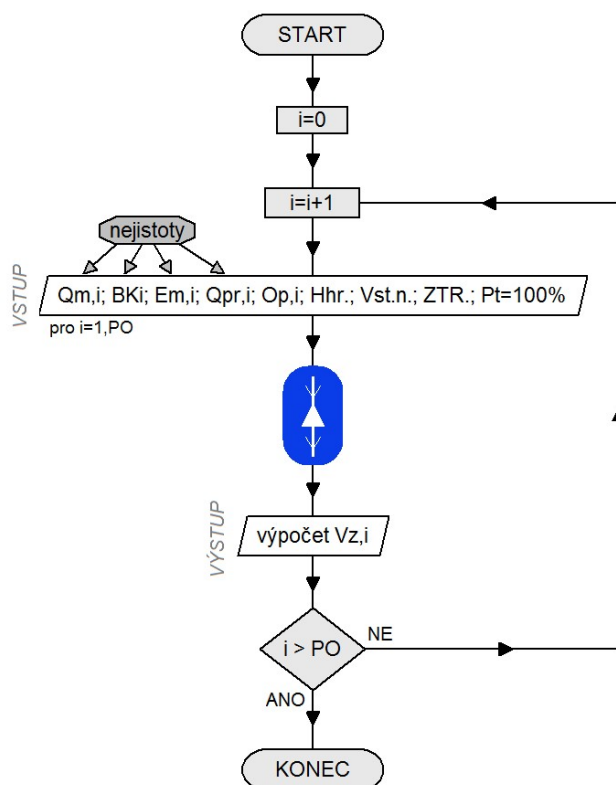 START
i=0
i=i+1
nejistoty
VSTUP
Qm,i; BKi; Em,i; Qpr,i; Op,i; Hhr.; Vst.n.; ZTR.; Pt=100%
pro i=1,PO
VÝSTUP
výpočet Vz,i
i > PO
NE
ANO
KONEC